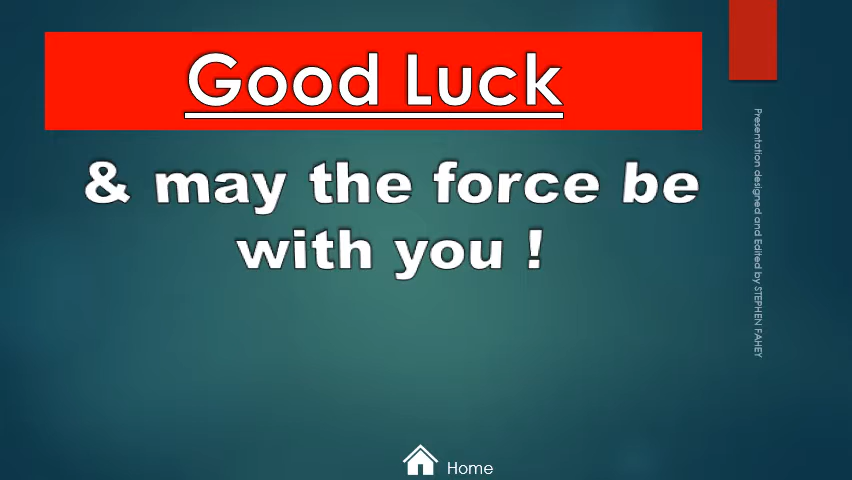 Good Luck
& may the force be
with you !
Presentation designed and Edited by STEPHEN FAHEY
Home